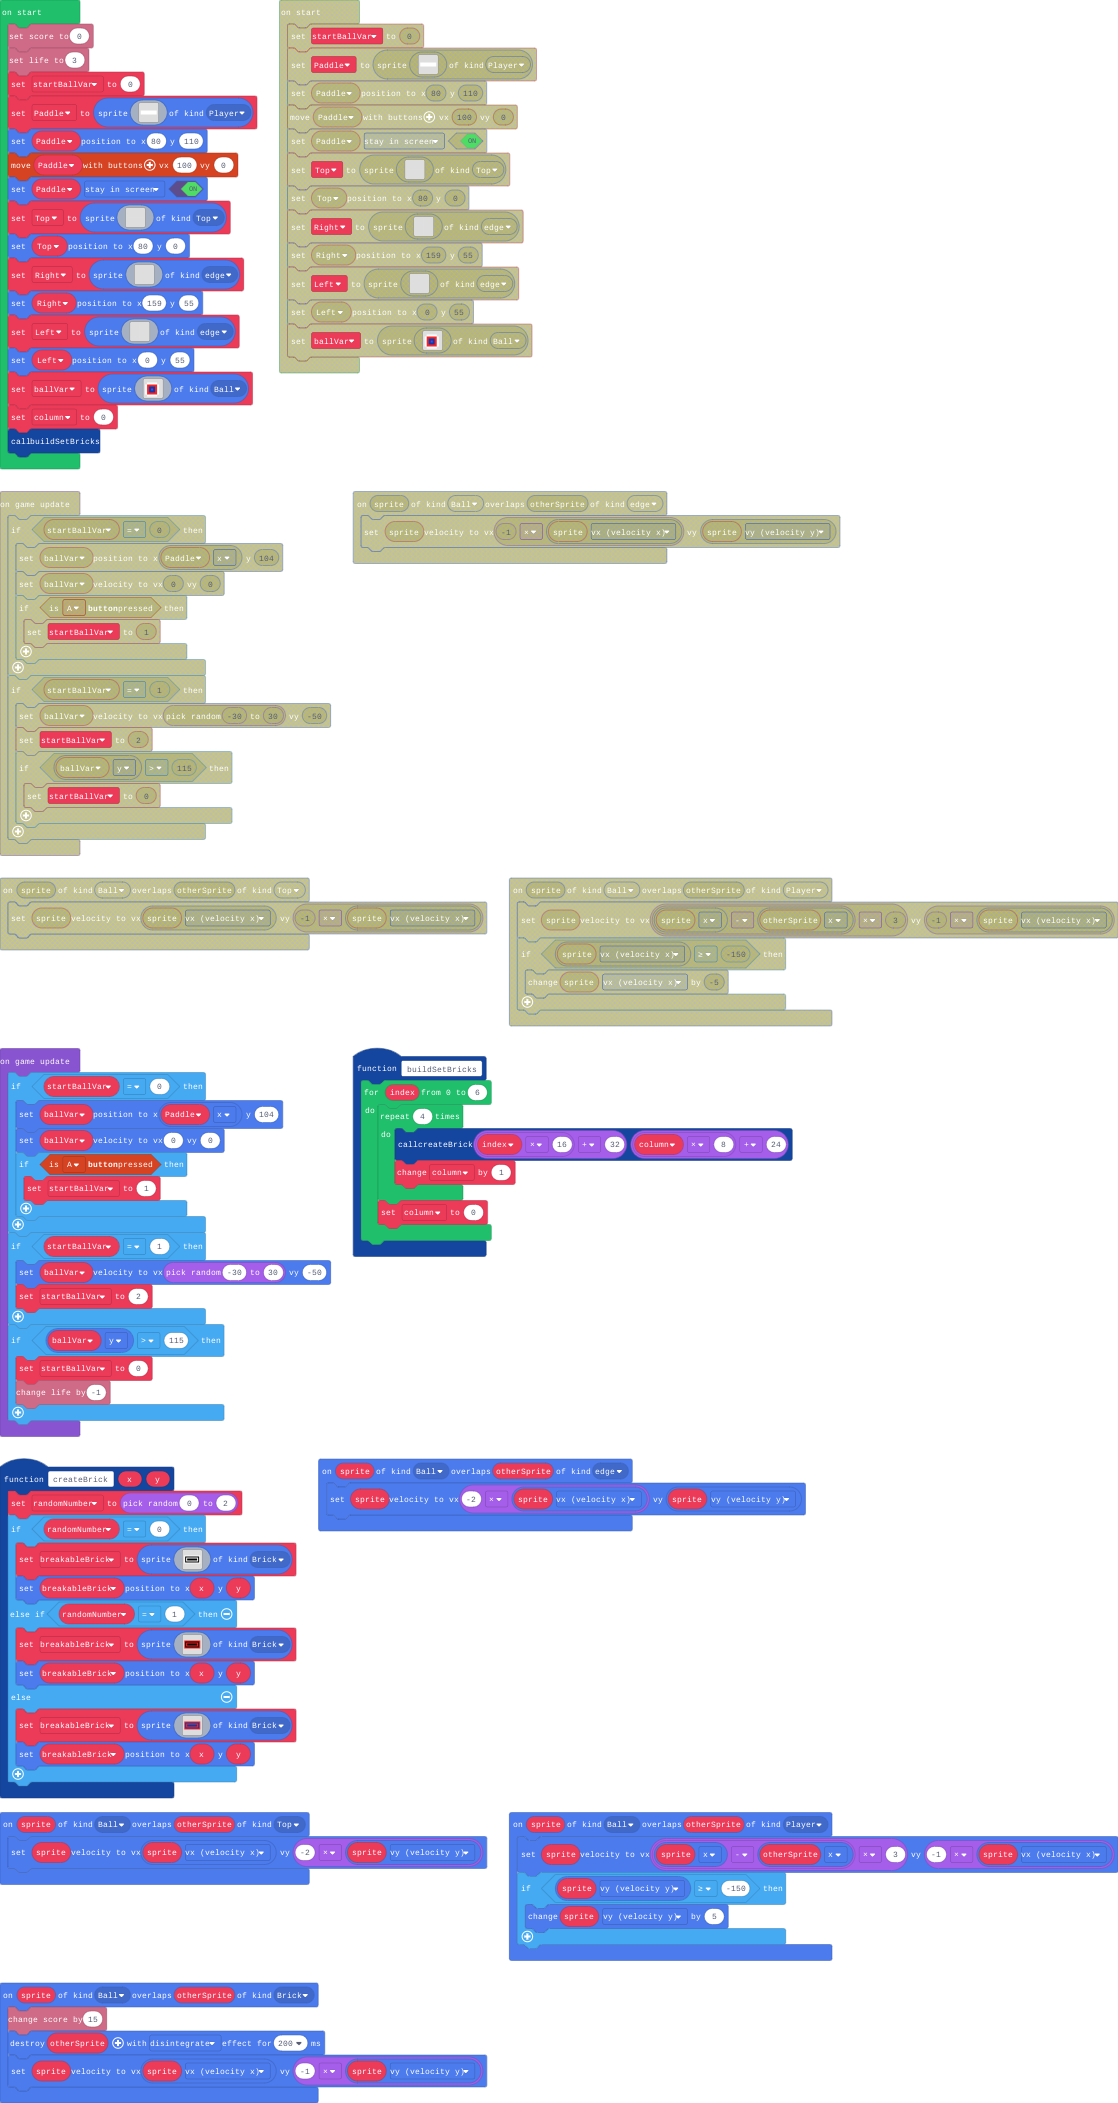 on start
set score to 0
set life to 3
set startBallVar to 0
set Paddle to sprite of kind Player
set Paddle position to x 80 y 110
move Paddle with buttons vx 100 vy 0
set Paddle stay in screen ON
set Top to sprite of kind Top
set Top position to x 80 y 0
set Right to sprite of kind edge
set Right position to x 159 y 55
set Left to sprite of kind edge
set Left position to x 0 y 55
set ballVar to sprite of kind Ball
set column to 0
call buildSetBricks
on start
set startBallVar to 0
set Paddle to sprite of kind Player
set Paddle position to x 80 y 110
move Paddle with buttons vx 100 vy 0
set Paddle stay in screen ON
set Top to sprite of kind Top
set Top position to x 80 y 0
set Right to sprite of kind edge
set Right position to x 159 y 55
set Left to sprite of kind edge
set Left position to x 0 y 55
set ballVar to sprite of kind Ball
on game update
if startBallVar = 0 then
set ballVar position to x Paddle x y 104
set ballVar velocity to vx 0 vy 0
if is A button pressed then
set startBallVar to 1
if startBallVar = 1 then
set ballVar velocity to vx pick random -30 to 30 vy -50
set startBallVar to 2
if ballVar y > 115 then
set startBallVar to 0
on sprite of kind Ball overlaps otherSprite of kind edge
set sprite velocity to vx -1 × sprite vx (velocity x) vy sprite vy (velocity y)
on sprite of kind Ball overlaps otherSprite of kind Top
set sprite velocity to vx sprite vx (velocity x) vy -1 × sprite vx (velocity x)
on sprite of kind Ball overlaps otherSprite of kind Player
set sprite velocity to vx sprite x - otherSprite x × 3 vy -1 × sprite vx (velocity x)
if sprite vx (velocity x) ≥ -150 then
change sprite vx (velocity x) by -5
on game update
if startBallVar = 0 then
set ballVar position to x Paddle x y 104
set ballVar velocity to vx 0 vy 0
if is A button pressed then
set startBallVar to 1
if startBallVar = 1 then
set ballVar velocity to vx pick random -30 to 30 vy -50
set startBallVar to 2
if ballVar y > 115 then
set startBallVar to 0
change life by -1
function buildSetBricks
for index from 0 to 6
do
repeat 4 times
do
call createBrick index × 16 + 32 column × 8 + 24
change column by 1
set column to 0
function createBrick x y
set randomNumber to pick random 0 to 2
if randomNumber = 0 then
set breakableBrick to sprite of kind Brick
set breakableBrick position to x x y y
else if randomNumber = 1 then
set breakableBrick to sprite of kind Brick
set breakableBrick position to x x y y
else
set breakableBrick to sprite of kind Brick
set breakableBrick position to x x y y
on sprite of kind Ball overlaps otherSprite of kind edge
set sprite velocity to vx -2 × sprite vx (velocity x) vy sprite vy (velocity y)
on sprite of kind Ball overlaps otherSprite of kind Top
set sprite velocity to vx sprite vx (velocity x) vy -2 × sprite vy (velocity y)
on sprite of kind Ball overlaps otherSprite of kind Player
set sprite velocity to vx sprite x - otherSprite x × 3 vy -1 × sprite vx (velocity x)
if sprite vy (velocity y) ≥ -150 then
change sprite vy (velocity y) by 5
on sprite of kind Ball overlaps otherSprite of kind Brick
change score by 15
destroy otherSprite with disintegrate effect for 200 ms
set sprite velocity to vx sprite vx (velocity x) vy -1 × sprite vy (velocity y)